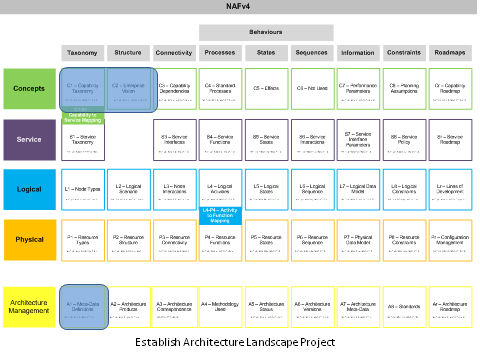 NAFv4
Behaviours
Taxonomy Structure Connectivity Processes States Sequences Information Constraints Roadmaps
Concepts
C1 – Capability Taxonomy
C2 – Enterprise Vision
C3 – Capability Dependencies
C4 – Standard Processes
C5 – Effects
C6 – Not Used
C7 – Performance Parameters
C8 – Planning Assumptions
Cr – Capability Roadmap
Capability to
Service Mapping
Service
S1 – Service Taxonomy
S3 – Service Interfaces
S4 – Service Functions
S5 – Service States
S6 – Service Interactions
S7 – Service Interface Parameters
S8 – Service Policy
Sr – Service Roadmap
Logical
L1 – Node Types
L2 – Logical Scenario
L3 – Node Interactions
L4 – Logical Activities
L5 – Logical States
L6 – Logical Sequence
L7 – Logical Data Model
L8 – Logical Constraints
Lr – Lines of Development
L4-P4 – Activity
to Function
Mapping
Physical
P1 – Resource Types
P2 – Resource Structure
P3 – Resource Connectivity
P4 – Resource Functions
P5 – Resource States
P6 – Resource Sequence
P7 – Physical Data Model
P8 – Resource Constraints
Pr – Configuration Management
Architecture
Management
A1 – Meta-Data Definitions
A2 – Architecture Products
A3 – Architecture Correspondence
A4 – Methodology Used
A5 – Architecture Status
A6 – Architecture Versions
A7 – Architecture Meta-Data
A8 – Standards
Ar – Architecture Roadmap
Establish Architecture Landscape Project